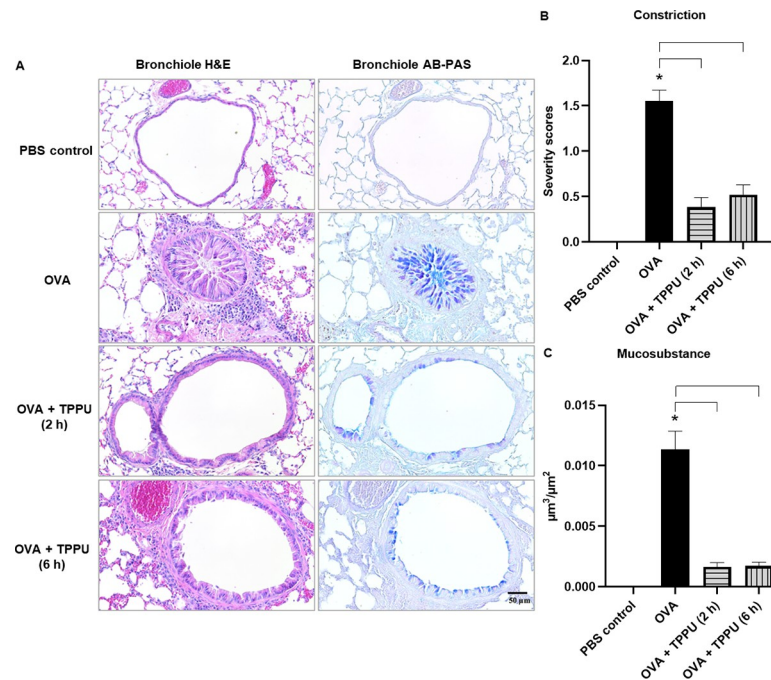 A
Bronchiole H&E
Bronchiole AB-PAS
PBS control
OVA
OVA + TPPU
(2 h)
OVA + TPPU
(6 h)
50 µm
B
Constriction
Severity scores
2.0
1.5
1.0
0.5
0.0
*
PBS control
OVA
OVA + TPPU (2 h)
OVA + TPPU (6 h)
C
Mucosubstance
µm³/µm²
0.015
0.010
0.005
0.000
*
PBS control
OVA
OVA + TPPU (2 h)
OVA + TPPU (6 h)